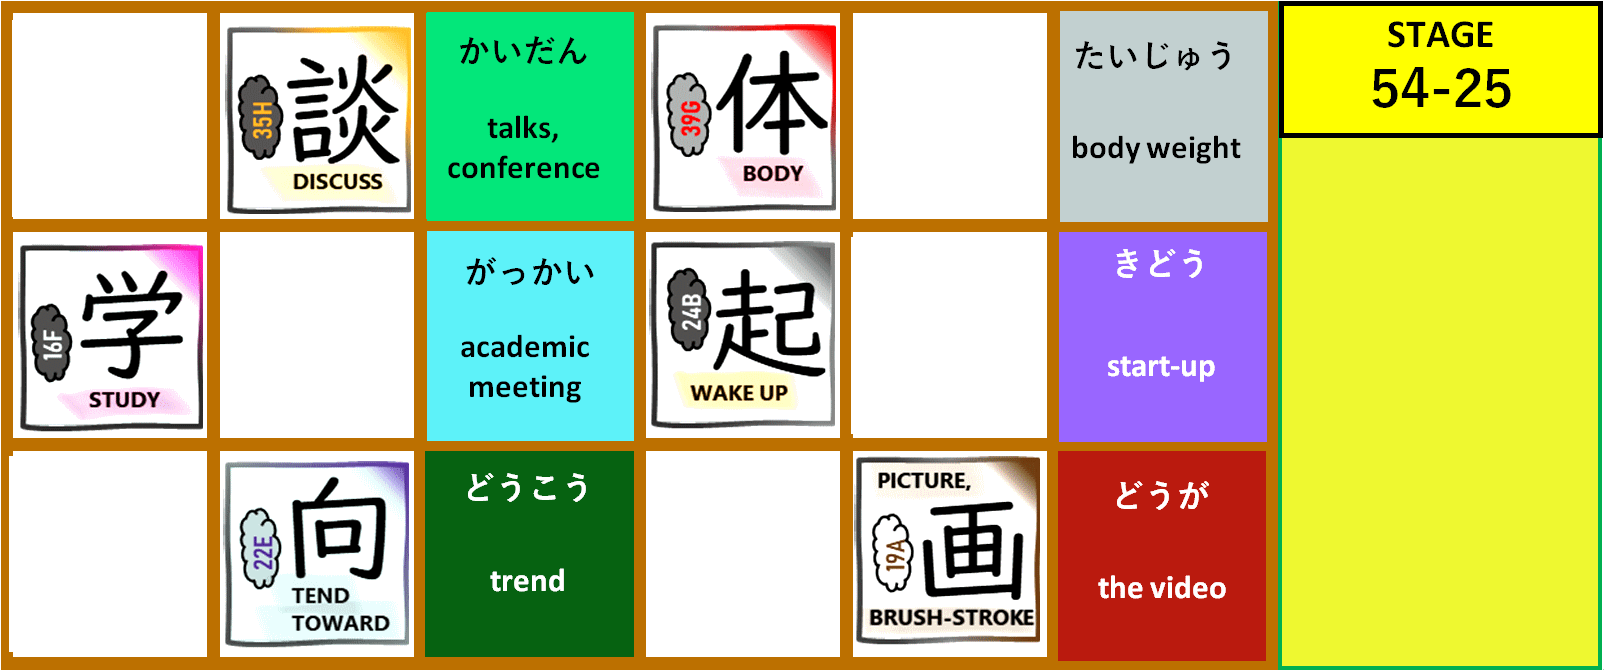 35H
談
DISCUSS
かいだん
talks,
conference
39G
体
BODY
たいじゅう
body weight
STAGE
54-25
16F
学
STUDY
がっかい
academic
meeting
24B
起
WAKE UP
きどう
start-up
22E
向
TEND
TOWARD
どうこう
trend
PICTURE,
19A
画
BRUSH-STROKE
どうが
the video